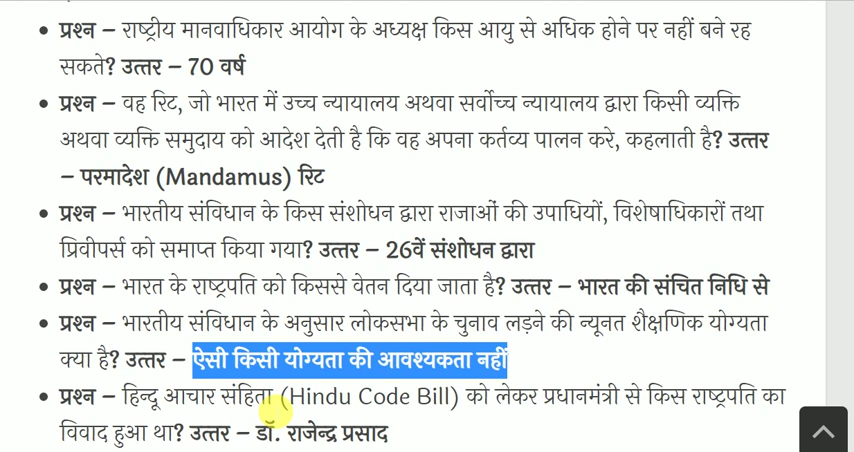 • प्रश्न – राष्ट्रीय मानवाधिकार आयोग के अध्यक्ष किस आयु से अधिक होने पर नहीं बने रह
सकते? उत्तर – 70 वर्ष
• प्रश्न – वह रिट, जो भारत में उच्च न्यायालय अथवा सर्वोच्च न्यायालय द्वारा किसी व्यक्ति
अथवा व्यक्ति समुदाय को आदेश देती है कि वह अपना कर्तव्य पालन करे, कहलाती है? उत्तर
– परमादेश (Mandamus) रिट
• प्रश्न – भारतीय संविधान के किस संशोधन द्वारा राजाओं की उपाधियों, विशेषाधिकारों तथा
प्रिवीपर्स को समाप्त किया गया? उत्तर – 26वें संशोधन द्वारा
• प्रश्न – भारत के राष्ट्रपति को किससे वेतन दिया जाता है? उत्तर – भारत की संचित निधि से
• प्रश्न – भारतीय संविधान के अनुसार लोकसभा के चुनाव लड़ने की न्यूनत शैक्षणिक योग्यता
क्या है? उत्तर – ऐसी किसी योग्यता की आवश्यकता नहीं
• प्रश्न – हिन्दू आचार संहिता (Hindu Code Bill) को लेकर प्रधानमंत्री से किस राष्ट्रपति का
विवाद हुआ था? उत्तर – डॉ. राजेन्द्र प्रसाद